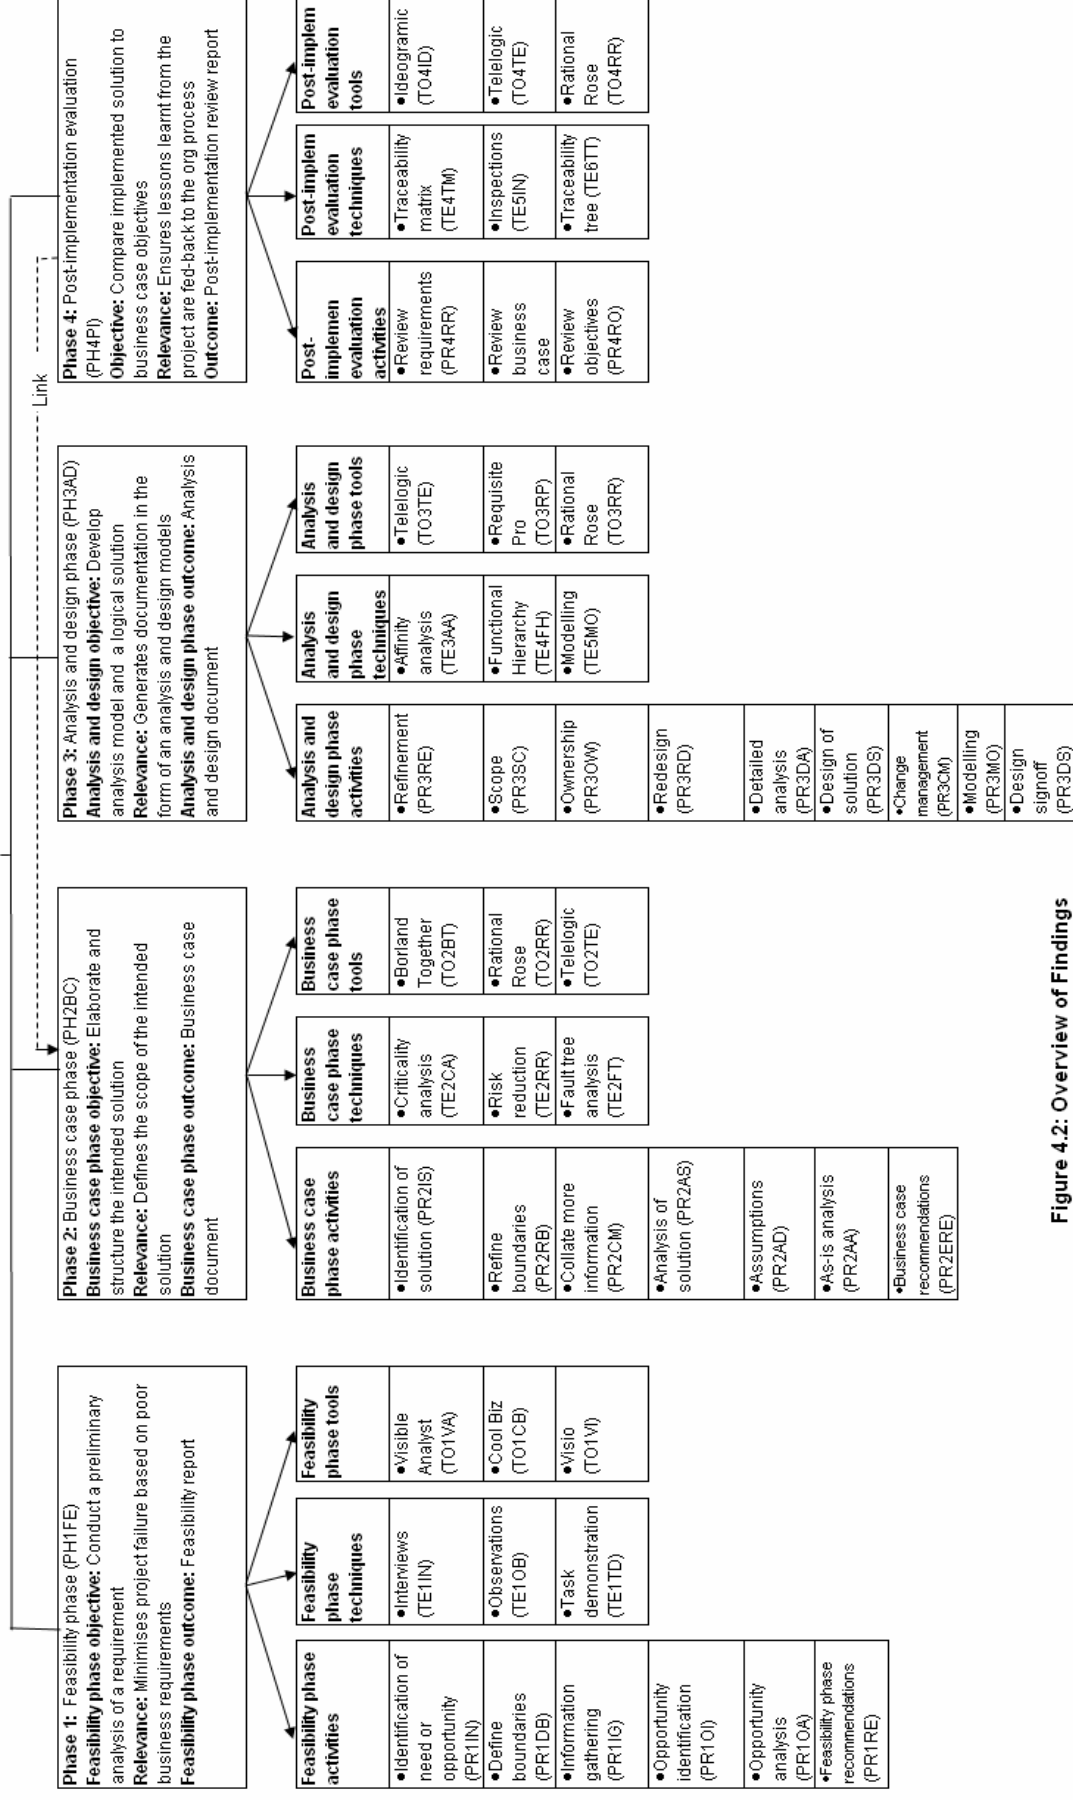 Link
Phase 1: Feasibility phase (PH1FE)
Feasibility phase objective: Conduct a preliminary
analysis of a requirement
Relevance: Minimises project failure based on poor
business requirements
Feasibility phase outcome: Feasibility report
Feasibility phase
activities
•Identification of
need or
opportunity
(PR1IN)
•Define
boundaries
(PR1DB)
•Information
gathering
(PR1IG)
•Opportunity
identification
(PR1OI)
•Opportunity
analysis
(PR1OA)
•Feasibility phase
recommendations
(PR1RE)
Feasibility
phase
techniques
•Interviews
(TE1IN)
•Observations
(TE1OB)
•Task
demonstration
(TE1TD)
Feasibility
phase tools
•Visible
Analyst
(TO1VA)
•Cool Biz
(TO1CB)
•Visio
(TO1VI)
Phase 2: Business case phase (PH2BC)
Business case phase objective: Elaborate and
structure the intended solution
Relevance: Defines the scope of the intended
solution
Business case phase outcome: Business case
document
Business case
phase activities
•Identification of
solution (PR2IS)
•Refine
boundaries
(PR2RB)
•Collate more
information
(PR2CM)
•Analysis of
solution (PR2AS)
•Assumptions
(PR2AD)
•As-is analysis
(PR2AA)
•Business case
recommendations
(PR2ERE)
Business
case phase
techniques
•Criticality
analysis
(TE2CA)
•Risk
reduction
(TE2RR)
•Fault tree
analysis
(TE2FT)
Business
case phase
tools
•Borland
Together
(TO2BT)
•Rational
Rose
(TO2RR)
•Telelogic
(TO2TE)
Phase 3: Analysis and design phase (PH3AD)
Analysis and design objective: Develop
analysis model and a logical solution
Relevance: Generates documentation in the
form of an analysis and design models
Analysis and design phase outcome: Analysis
and design document
Analysis and
design phase
activities
•Refinement
(PR3RE)
•Scope
(PR3SC)
•Ownership
(PR3OW)
•Redesign
(PR3RD)
•Detailed
analysis
(PR3DA)
•Design of
solution
(PR3DS)
•Change
management
(PR3CM)
•Modelling
(PR3MO)
•Design
signoff
(PR3DS)
Analysis
and design
phase
techniques
•Affinity
analysis
(TE3AA)
•Functional
Hierarchy
(TE4FH)
•Modelling
(TE5MO)
Analysis
and design
phase tools
•Telelogic
(TO3TE)
•Requisite
Pro
(TO3RP)
•Rational
Rose
(TO3RR)
Phase 4: Post-implementation evaluation
(PH4PI)
Objective: Compare implemented solution to
business case objectives
Relevance: Ensures lessons learnt from the
project are fed-back to the org process
Outcome: Post-implementation review report
Post-
implemen
evaluation
activities
•Review
requirements
(PR4RR)
•Review
business
case
•Review
objectives
(PR4RO)
Post-implem
evaluation
techniques
•Traceability
matrix
(TE4TM)
•Inspections
(TE5IN)
•Traceability
tree (TE6TT)
Post-implem
evaluation
tools
•Ideogramic
(TO4ID)
•Telelogic
(TO4TE)
•Rational
Rose
(TO4RR)
Figure 4.2: Overview of Findings